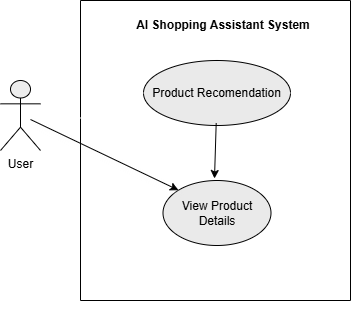 AI Shopping Assistant System
Product Recomendation
User
View Product
Details